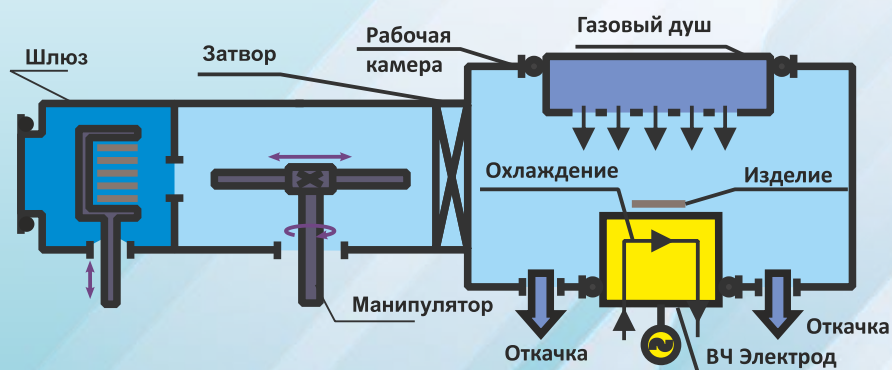 Шлюз
Затвор
Рабочая
камера
Газовый душ
Охлаждение
Изделие
Манипулятор
Откачка
ВЧ Электрод
Откачка